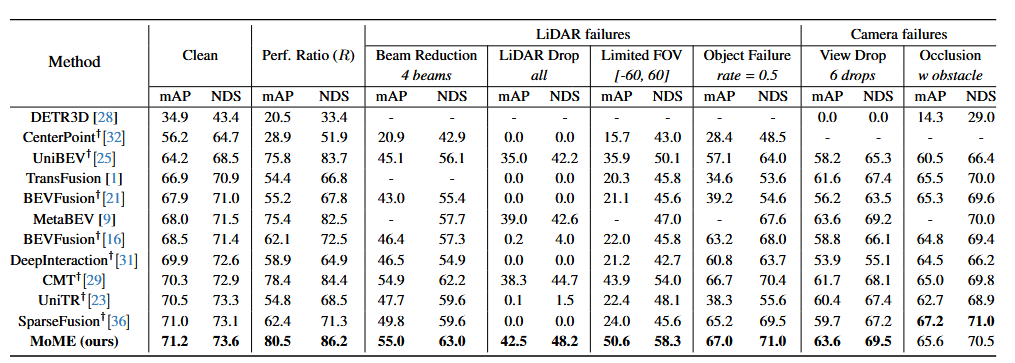 LiDAR failures Camera failures
Method Clean Perf. Ratio (R) Beam Reduction LiDAR Drop Limited FOV Object Failure View Drop Occlusion
4 beams all [-60, 60] rate = 0.5 6 drops w obstacle
mAP NDS mAP NDS mAP NDS mAP NDS mAP NDS mAP NDS mAP NDS mAP NDS
DETR3D [28] 34.9 43.4 20.5 33.4 - - - - - - - - 0.0 0.0 14.3 29.0
CenterPoint† [32] 56.2 64.7 28.9 51.9 20.9 42.9 0.0 0.0 15.7 43.0 28.4 48.5 - - - -
UniBEV† [25] 64.2 68.5 75.8 83.7 45.1 56.1 35.0 42.2 35.9 50.1 57.1 64.0 58.2 65.3 60.5 66.4
TransFusion [1] 66.9 70.9 54.4 66.8 - - 0.0 0.0 20.3 45.8 34.6 53.6 61.6 67.4 65.5 70.0
BEVFusion† [21] 67.9 71.0 55.2 67.8 43.0 55.4 0.0 0.0 21.1 45.6 39.2 54.6 56.2 63.5 65.3 69.6
MetaBEV [9] 68.0 71.5 75.4 82.5 - 57.7 39.0 42.6 - 47.0 - 67.6 63.6 69.2 - 70.0
BEVFusion† [16] 68.5 71.4 62.1 72.5 46.4 57.3 0.2 4.0 22.0 45.8 63.2 68.0 58.8 66.1 64.8 69.4
DeepInteraction† [31] 69.9 72.6 58.9 64.9 46.5 54.9 0.0 0.0 21.2 42.7 60.8 63.7 53.9 55.1 64.5 66.2
CMT† [29] 70.3 72.9 78.4 84.4 54.9 62.2 38.3 44.7 43.9 54.0 66.7 70.4 61.7 68.1 65.0 69.8
UniTR† [23] 70.5 73.3 54.8 68.5 47.7 59.6 0.1 1.5 22.4 48.1 38.3 55.6 60.4 67.4 62.7 68.9
SparseFusion† [36] 71.0 73.1 62.4 71.3 49.8 59.6 0.0 0.0 24.0 45.6 65.2 69.5 59.7 67.2 67.2 71.0
MoME (ours) 71.2 73.6 80.5 86.2 55.0 63.0 42.5 48.2 50.6 58.3 67.0 71.0 63.6 69.5 65.6 70.5